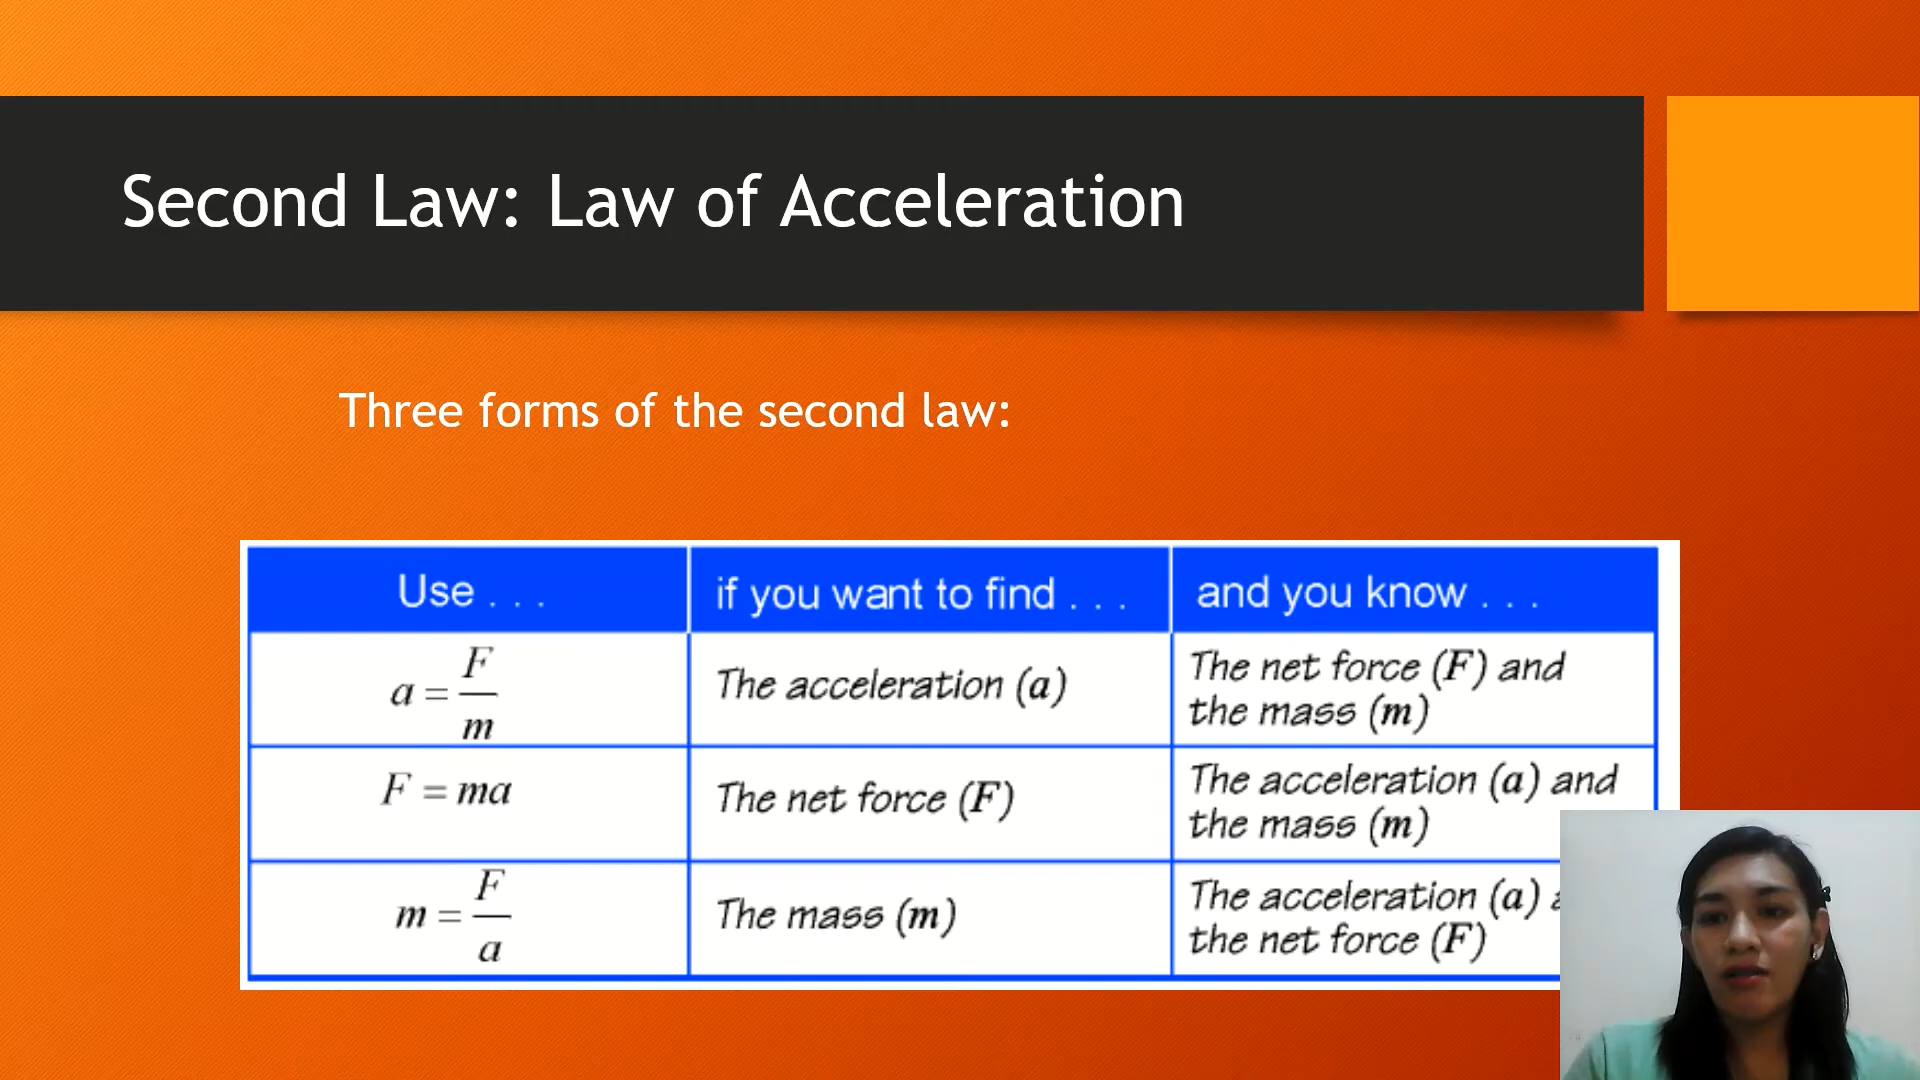 Second Law: Law of Acceleration
Three forms of the second law:
Use . . .
if you want to find . . .
and you know . . .
a = F/m
The acceleration (a)
The net force (F) and
the mass (m)
F = ma
The net force (F)
The acceleration (a) and
the mass (m)
m = F/a
The mass (m)
The acceleration (a)
the net force (F)